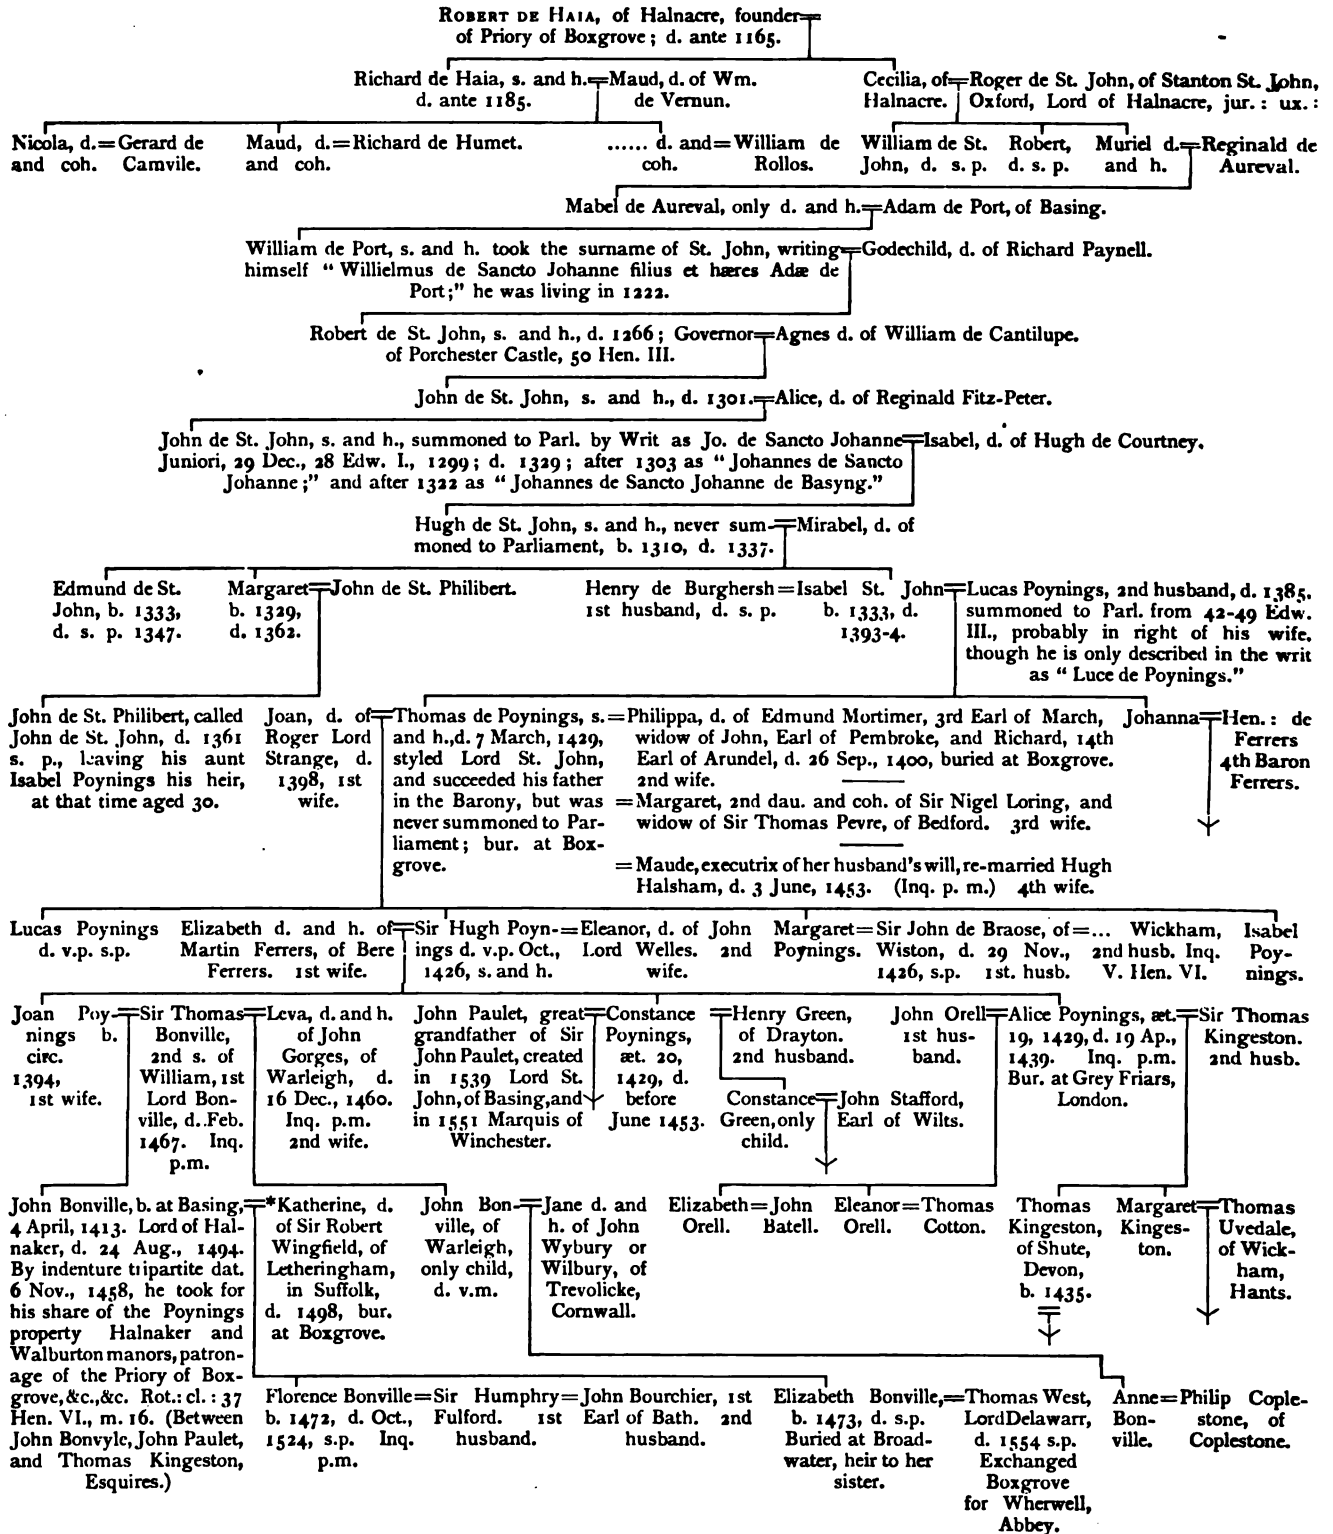 ROBERT DE HAIA, of Halnacre, founder
of Priory of Boxgrove; d. ante 1165.
Richard de Haia, s. and h.
d. ante 1185.
Maud, d. of Wm.
de Vernun.
Cecilia, of
Halnacre.
Roger de St. John, of Stanton St. John,
Oxford, Lord of Halnacre, jur.: ux.:
Nicola, d.=Gerard de
and coh. Camvile.
Maud, d.=Richard de Humet.
and coh.
...... d. and=William de
coh. Rollos.
William de St.
John, d. s. p.
Robert,
d. s. p.
Muriel d.
and h.
Reginald de
Aureval.
Mabel de Aureval, only d. and h.=Adam de Port, of Basing.
William de Port, s. and h. took the surname of St. John, writing
himself "Willielmus de Sancto Johanne filius et hæres Adæ de
Port;" he was living in 1222.
Godechild, d. of Richard Paynell.
Robert de St. John, s. and h., d. 1266; Governor
of Porchester Castle, 50 Hen. III.
Agnes d. of William de Cantilupe.
John de St. John, s. and h., d. 1301.=Alice, d. of Reginald Fitz-Peter.
John de St. John, s. and h., summoned to Parl. by Writ as Jo. de Sancto Johanne
Juniori, 29 Dec., 28 Edw. I., 1299; d. 1329; after 1303 as "Johannes de Sancto
Johanne;" and after 1322 as "Johannes de Sancto Johanne de Basyng."
Isabel, d. of Hugh de Courtney.
Hugh de St. John, s. and h., never sum-
moned to Parliament, b. 1310, d. 1337.
Mirabel, d. of
Edmund de St.
John, b. 1333,
d. s. p. 1347.
Margaret
b. 1329,
d. 1362.
John de St. Philibert.
Henry de Burghersh=
1st husband, d. s. p.
Isabel St. John
b. 1333, d.
1393-4.
Lucas Poynings, 2nd husband, d. 1385.
summoned to Parl. from 42-49 Edw.
III., probably in right of his wife,
though he is only described in the writ
as "Luce de Poynings."
John de St. Philibert, called
John de St. John, d. 1361
s. p., leaving his aunt
Isabel Poynings his heir,
at that time aged 30.
Joan, d. of
Roger Lord
Strange, d.
1398, 1st
wife.
Thomas de Poynings, s.
and h.,d. 7 March, 1429,
styled Lord St. John,
and succeeded his father
in the Barony, but was
never summoned to Par-
liament; bur. at Box-
grove.
=Philippa, d. of Edmund Mortimer, 3rd Earl of March,
widow of John, Earl of Pembroke, and Richard, 14th
Earl of Arundel, d. 26 Sep., 1400, buried at Boxgrove.
2nd wife.
=Margaret, 2nd dau. and coh. of Sir Nigel Loring, and
widow of Sir Thomas Pevre, of Bedford. 3rd wife.
=Maude, executrix of her husband's will, re-married Hugh
Halsham, d. 3 June, 1453. (Inq. p. m.) 4th wife.
Johanna
Hen.: de
Ferrers
4th Baron
Ferrers.
Lucas Poynings
d. v.p. s.p.
Elizabeth d. and h. of
Martin Ferrers, of Bere
Ferrers. 1st wife.
Sir Hugh Poyn-
ings d. v.p. Oct.,
1426, s. and h.
=Eleanor, d. of John
Lord Welles. 2nd
wife.
Margaret=
Poynings.
Sir John de Braose, of
Wiston, d. 29 Nov.,
1426, s.p. 1st. husb.
=... Wickham,
2nd husb. Inq.
V. Hen. VI.
Isabel
Poy-
nings.
Joan Poy-
nings b.
circ.
1394,
1st wife.
Sir Thomas
Bonville,
2nd s. of
William, 1st
Lord Bon-
ville, d..Feb.
1467. Inq.
p.m.
Leva, d. and h.
of John
Gorges, of
Warleigh, d.
16 Dec., 1460.
Inq. p.m.
2nd wife.
John Paulet, great
grandfather of Sir
John Paulet, created
in 1539 Lord St.
John, of Basing, and
in 1551 Marquis of
Winchester.
Constance
Poynings,
æt. 20,
1429, d.
before
June 1453.
Henry Green,
of Drayton.
2nd husband.
Constance
Green, only
child.
John Stafford,
Earl of Wilts.
John Orell
1st hus-
band.
Alice Poynings, æt.
19, 1429, d. 19 Ap.,
1439. Inq. p.m.
Bur. at Grey Friars,
London.
Sir Thomas
Kingeston.
2nd husb.
John Bonville, b. at Basing,
4 April, 1413. Lord of Hal-
naker, d. 24 Aug., 1494.
By indenture tripartite dat.
6 Nov., 1458, he took for
his share of the Poynings
property Halnaker and
Walburton manors, patron-
age of the Priory of Box-
grove, &c., &c. Rot.: cl.: 37
Hen. VI., m. 16. (Between
John Bonvyle, John Paulet,
and Thomas Kingeston,
Esquires.)
*Katherine, d.
of Sir Robert
Wingfield, of
Letheringham,
in Suffolk,
d. 1498, bur.
at Boxgrove.
John Bon-
ville, of
Warleigh,
only child,
d. v.m.
Jane d. and
h. of John
Wybury or
Wilbury, of
Trevolicke,
Cornwall.
Elizabeth=John
Orell. Batell.
Eleanor=Thomas
Orell. Cotton.
Thomas
Kingeston,
of Shute,
Devon,
b. 1435.
Margaret
Kinges-
ton.
Thomas
Uvedale,
of Wick-
ham,
Hants.
Florence Bonville=
b. 1472, d. Oct.,
1524, s.p. Inq.
p.m.
Sir Humphry=
Fulford. 1st
husband.
John Bourchier, 1st
Earl of Bath. 2nd
husband.
Elizabeth Bonville,=
b. 1473, d. s.p.
Buried at Broad-
water, heir to her
sister.
Thomas West,
Lord Delawarr,
d. 1554 s.p.
Exchanged
Boxgrove
for Wherwell,
Abbey.
Anne=
Bon-
ville.
Philip Cople-
stone, of
Coplestone.